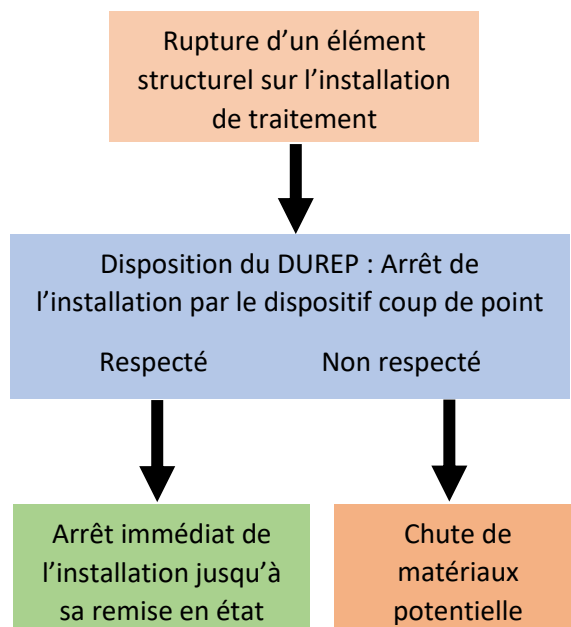 Rupture d’un élément
structurel sur l’installation
de traitement
Disposition du DUREP : Arrêt de
l’installation par le dispositif coup de point
Respecté Non respecté
Arrêt immédiat de
l’installation jusqu’à
sa remise en état
Chute de
matériaux
potentielle